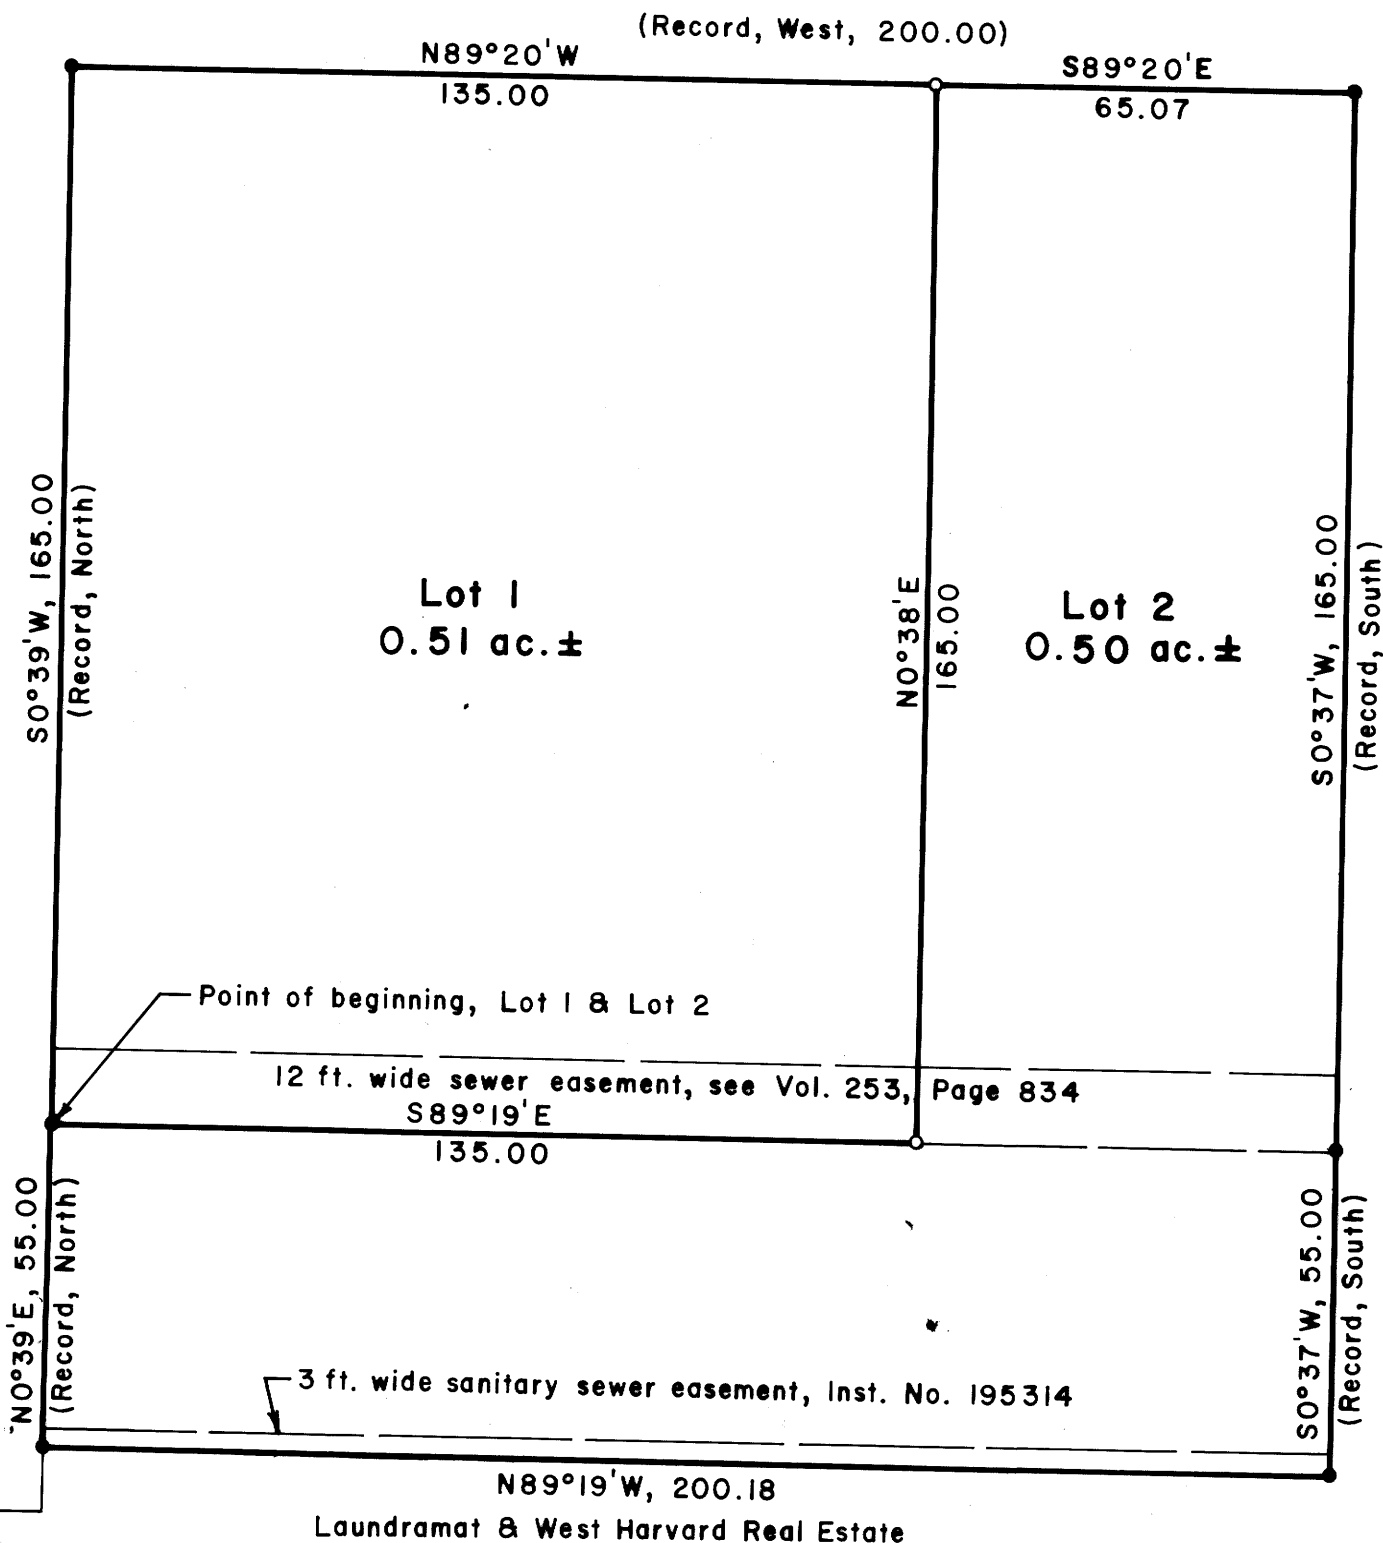 (Record, West, 200.00)
N89°20'W
135.00
S89°20'E
65.07
S0°39'W, 165.00
(Record, North)
Lot 1
0.51 ac.±
N0°38'E
165.00
Lot 2
0.50 ac.±
S0°37'W, 165.00
(Record, South)
Point of beginning, Lot 1 & Lot 2
12 ft. wide sewer easement, see Vol. 253, Page 834
S89°19'E
135.00
N0°39'E, 55.00
(Record, North)
S0°37'W, 55.00
(Record, South)
3 ft. wide sanitary sewer easement, Inst. No. 195314
N89°19'W, 200.18
Laundramat & West Harvard Real Estate